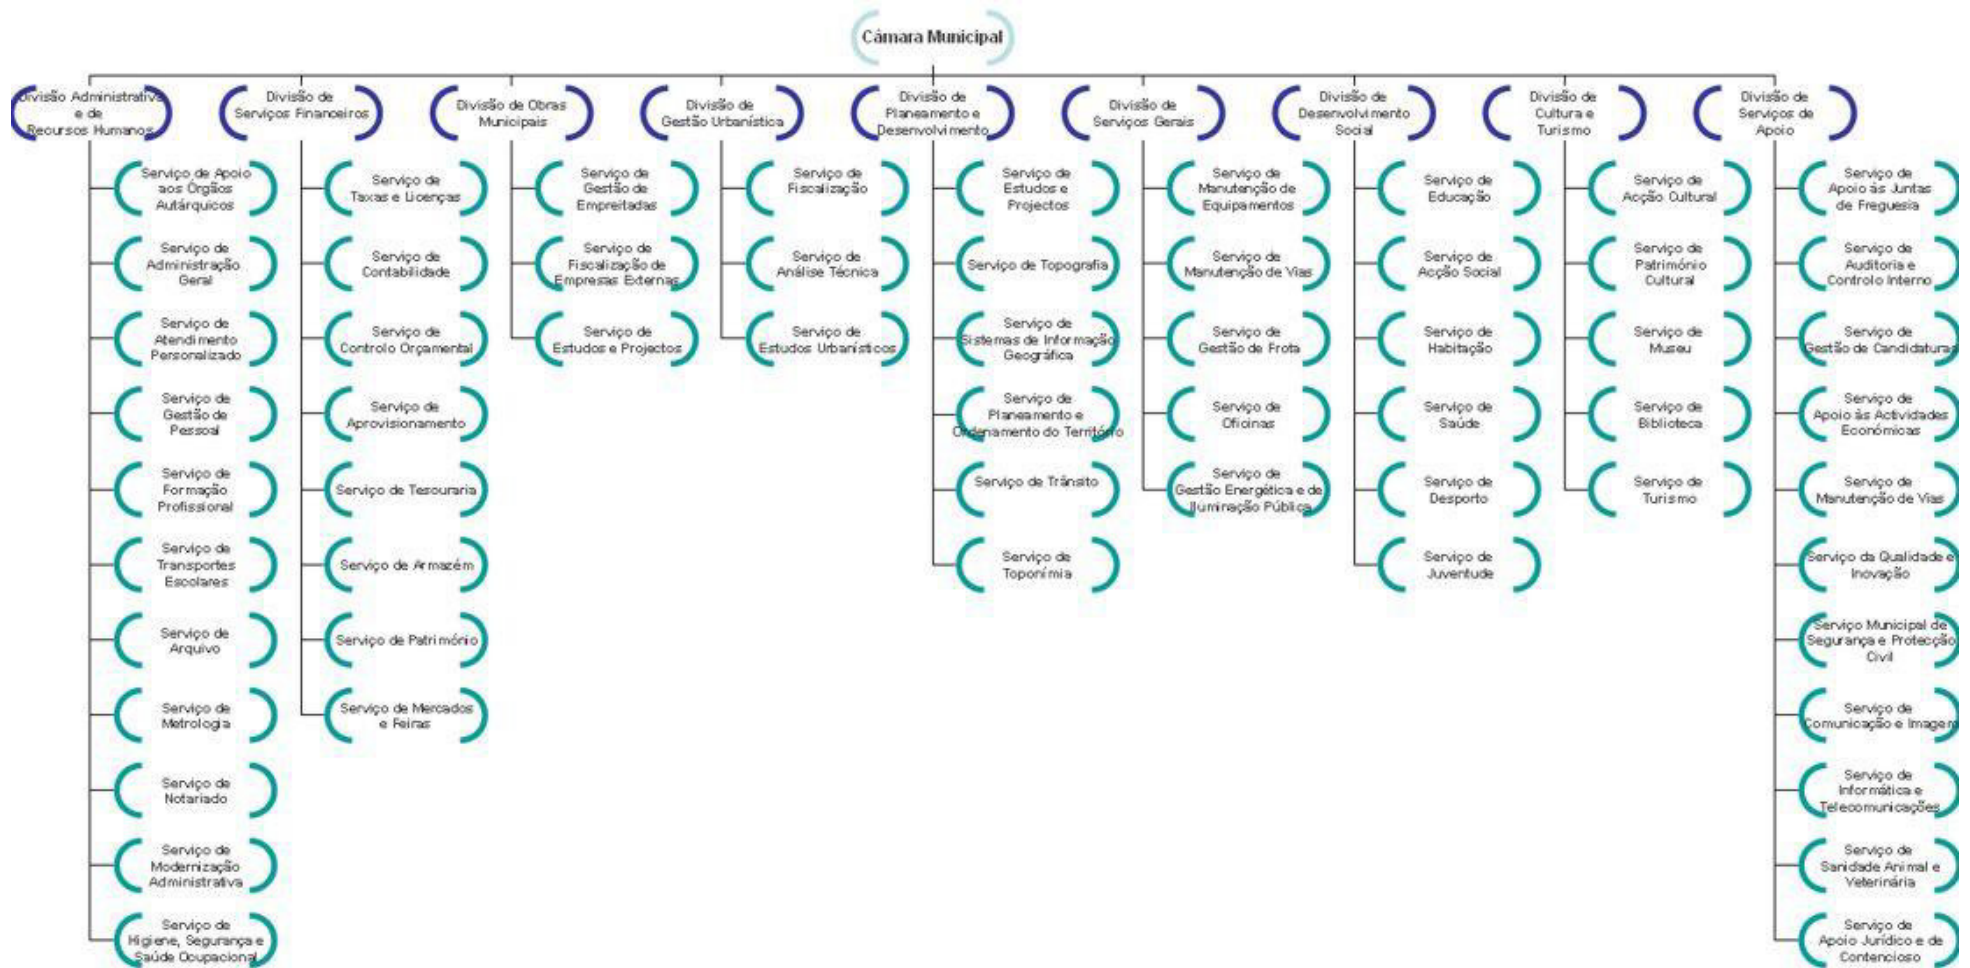 Câmara Municipal
Divisão Administrativa
e de
Recursos Humanos
Serviço de Apoio
aos Órgãos
Autárquicos
Serviço de
Administração
Geral
Serviço de
Atendimento
Personalizado
Serviço de
Gestão de
Pessoal
Serviço de
Formação
Profissional
Serviço de
Transportes
Escolares
Serviço de
Arquivo
Serviço de
Metrologia
Serviço de
Notariado
Serviço de
Modernização
Administrativa
Serviço de
Higiene, Segurança e
Saúde Ocupacional
Divisão de
Serviços Financeiros
Serviço de
Taxas e Licenças
Serviço de
Contabilidade
Serviço de
Controlo Orçamental
Serviço de
Aprovisionamento
Serviço de Tesouraria
Serviço de Armazém
Serviço de Património
Serviço de Mercados
e Feiras
Divisão de Obras
Municipais
Serviço de
Gestão de
Empreitadas
Serviço de
Fiscalização de
Empresas Externas
Serviço de
Estudos e Projectos
Divisão de
Gestão Urbanística
Serviço de
Fiscalização
Serviço de
Análise Técnica
Serviço de
Estudos Urbanísticos
Divisão de
Planeamento e
Desenvolvimento
Serviço de
Estudos e
Projectos
Serviço de Topografia
Serviço de
Sistemas de Informação
Geográfica
Serviço de
Planeamento e
Ordenamento do Território
Serviço de Trânsito
Serviço de
Toponímia
Divisão de
Serviços Gerais
Serviço de
Manutenção de
Equipamentos
Serviço de
Manutenção de Vias
Serviço de
Gestão de Frota
Serviço de
Oficinas
Serviço de
Gestão Energética e de
Iluminação Pública
Divisão de
Desenvolvimento
Social
Serviço de
Educação
Serviço de
Acção Social
Serviço de
Habitação
Serviço de
Saúde
Serviço de
Desporto
Serviço de
Juventude
Divisão de
Cultura e
Turismo
Serviço de
Acção Cultural
Serviço de
Património
Cultural
Serviço de
Museu
Serviço de
Biblioteca
Serviço de
Turismo
Divisão de
Serviços de
Apoio
Serviço de
Apoio às Juntas
de Freguesia
Serviço de
Auditoria e
Controlo Interno
Serviço de
Gestão de Candidaturas
Serviço de
Apoio às Actividades
Económicas
Serviço de
Manutenção de Vias
Serviço da Qualidade e
Inovação
Serviço Municipal de
Segurança e Protecção
Civil
Serviço de
Comunicação e Imagem
Serviço de
Informática e
Telecomunicações
Serviço de
Sanidade Animal e
Veterinária
Serviço de
Apoio Jurídico e de
Contencioso